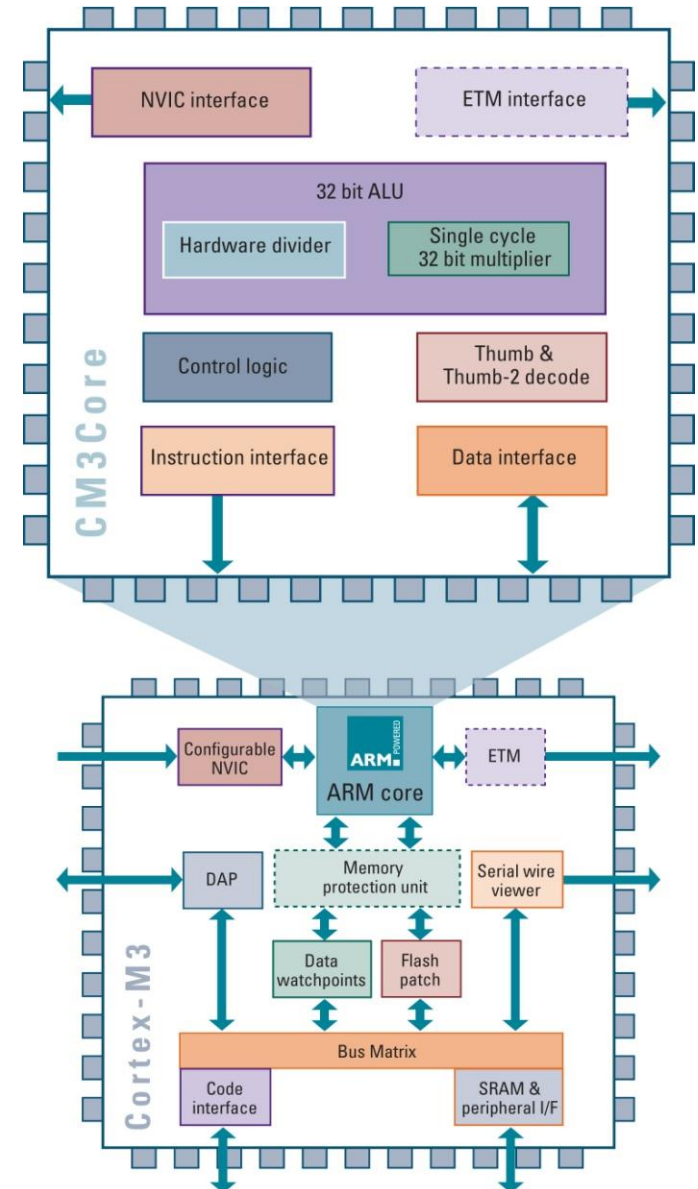 NVIC interface
ETM interface
32 bit ALU
Hardware divider
Single cycle
32 bit multiplier
Control logic
Thumb &
Thumb-2 decode
Instruction interface
Data interface
CM3Core
Configurable
NVIC
ARM
POWERED
ARM core
ETM
DAP
Memory
protection unit
Serial wire
viewer
Data
watchpoints
Flash
patch
Bus Matrix
Code
interface
SRAM &
peripheral I/F
Cortex-M3